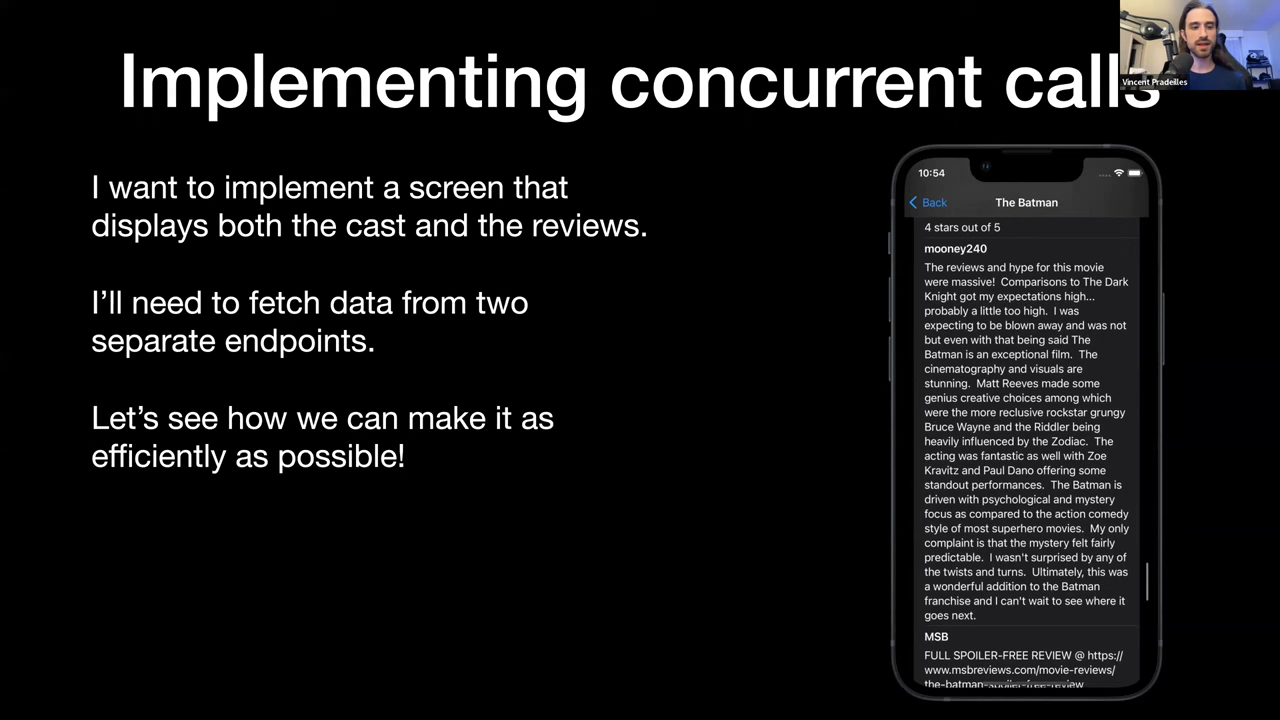 Implementing concurrent calls
Vincent Pradeilles
I want to implement a screen that
displays both the cast and the reviews.
I'll need to fetch data from two
separate endpoints.
Let's see how we can make it as
efficiently as possible!
10:54
Back
The Batman
4 stars out of 5
mooney240
The reviews and hype for this movie
were massive! Comparisons to The Dark
Knight got my expectations high...
probably a little too high. I was
expecting to be blown away and was not
but even with that being said The
Batman is an exceptional film. The
cinematography and visuals are
stunning. Matt Reeves made some
genius creative choices among which
were the more reclusive rockstar grungy
Bruce Wayne and the Riddler being
heavily influenced by the Zodiac. The
acting was fantastic as well with Zoe
Kravitz and Paul Dano offering some
standout performances. The Batman is
driven with psychological and mystery
focus as compared to the action comedy
style of most superhero movies. My only
complaint is that the mystery felt fairly
predictable. I wasn't surprised by any of
the twists and turns. Ultimately, this was
a wonderful addition to the Batman
franchise and I can't wait to see where it
goes next.
MSB
FULL SPOILER-FREE REVIEW @ https://
www.msbreviews.com/movie-reviews/
the-batman-spoiler-free-review